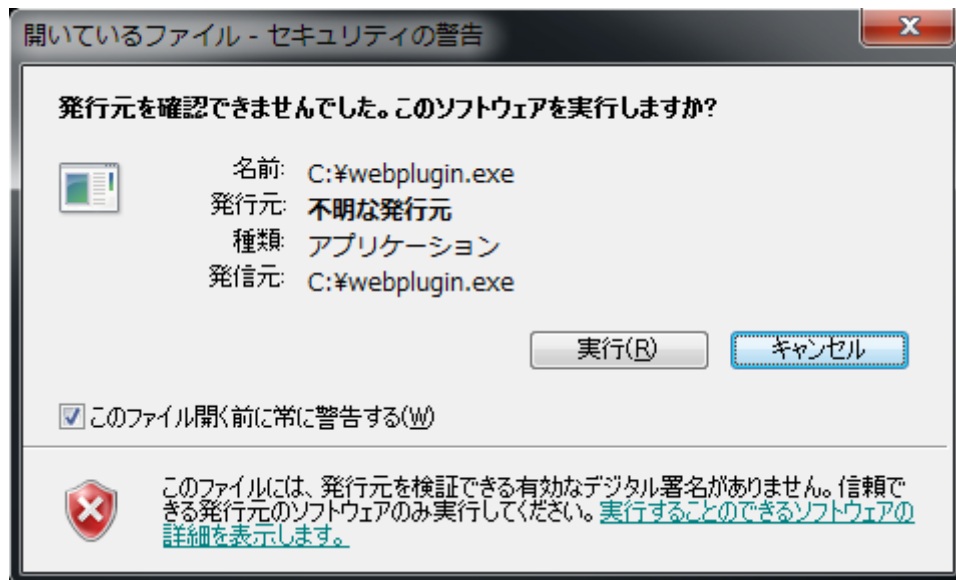 開いているファイル - セキュリティの警告
発行元を確認できませんでした。このソフトウェアを実行しますか?
名前: C:¥webplugin.exe
発行元: 不明な発行元
種類: アプリケーション
発信元: C:¥webplugin.exe
実行(R) キャンセル
このファイル開く前に常に警告する(W)
このファイルには、発行元を検証できる有効なデジタル署名がありません。信頼で
きる発行元のソフトウェアのみ実行してください。実行することのできるソフトウェアの
詳細を表示します。